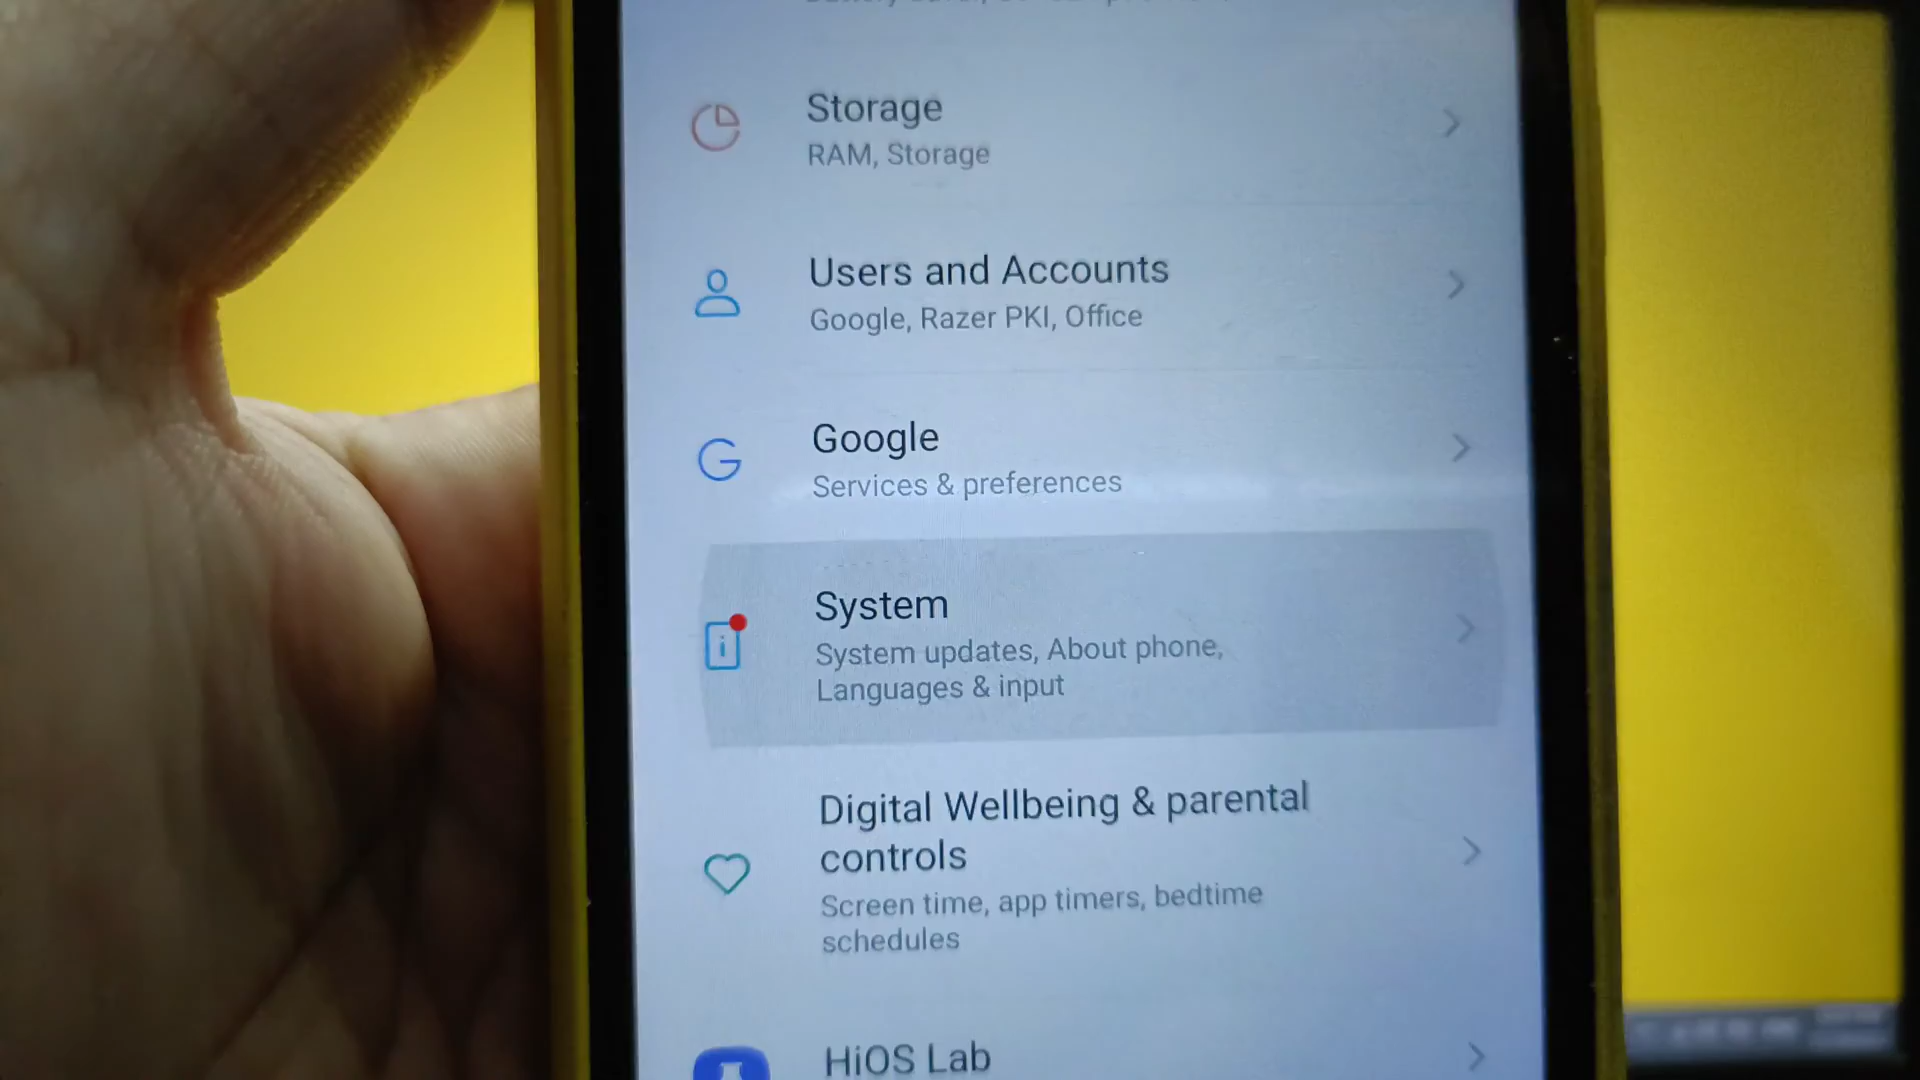 Storage
RAM, Storage
Users and Accounts
Google, Razer PKI, Office
Google
Services & preferences
System
System updates, About phone,
Languages & input
Digital Wellbeing & parental
controls
Screen time, app timers, bedtime
schedules
HiOS Lab